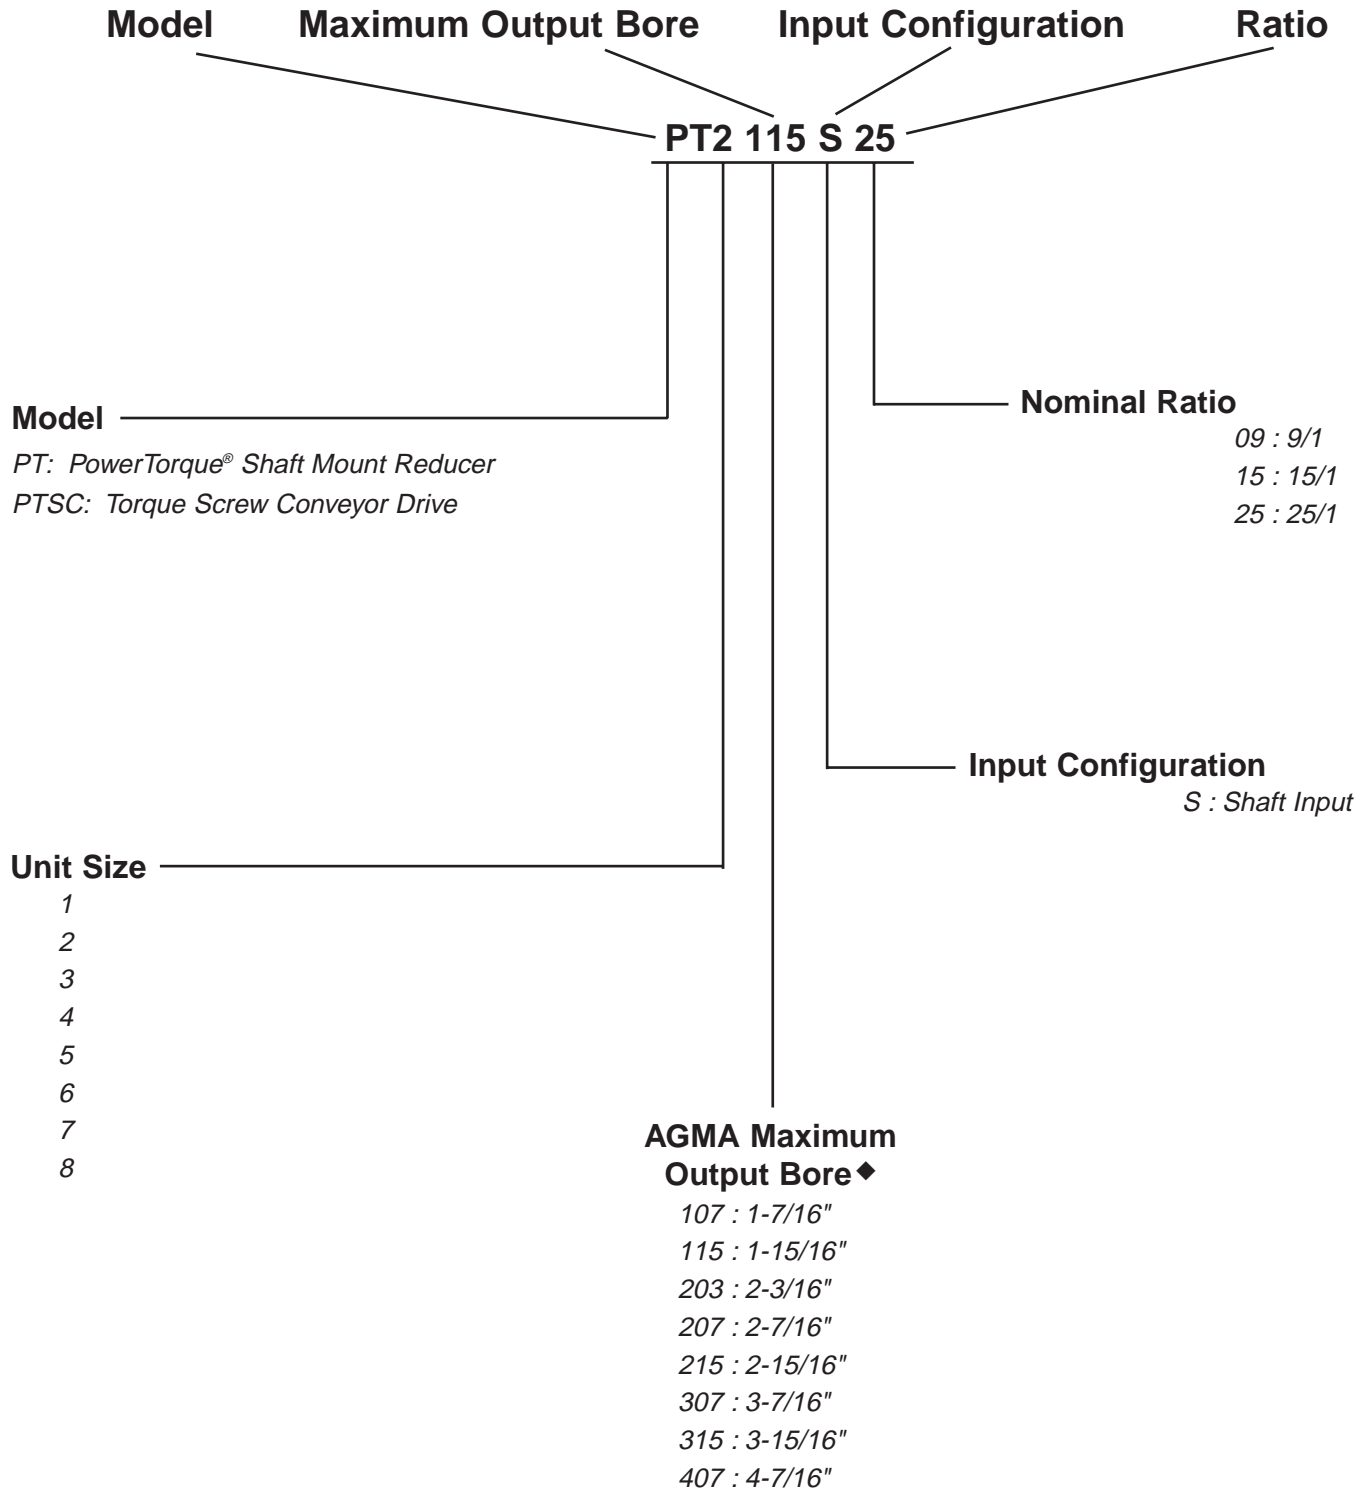 Model Maximum Output Bore Input Configuration Ratio
PT2 115 S 25
Model
PT: PowerTorque® Shaft Mount Reducer
PTSC: Torque Screw Conveyor Drive
Nominal Ratio
09 : 9/1
15 : 15/1
25 : 25/1
Input Configuration
S : Shaft Input
Unit Size
1
2
3
4
5
6
7
8
AGMA Maximum
Output Bore◆
107 : 1-7/16"
115 : 1-15/16"
203 : 2-3/16"
207 : 2-7/16"
215 : 2-15/16"
307 : 3-7/16"
315 : 3-15/16"
407 : 4-7/16"